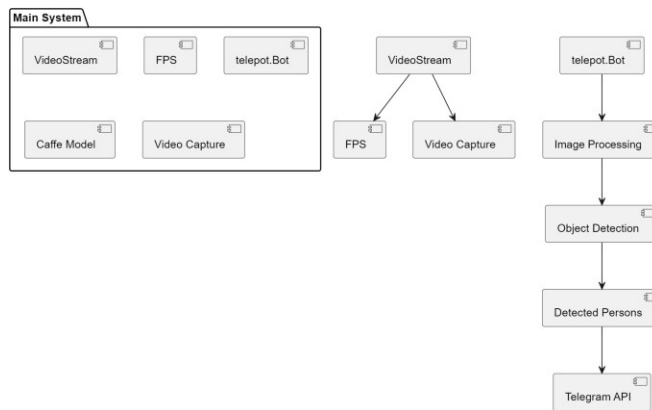 Main System
VideoStream
FPS
telepot.Bot
Caffe Model
Video Capture
VideoStream
FPS
Video Capture
telepot.Bot
Image Processing
Object Detection
Detected Persons
Telegram API